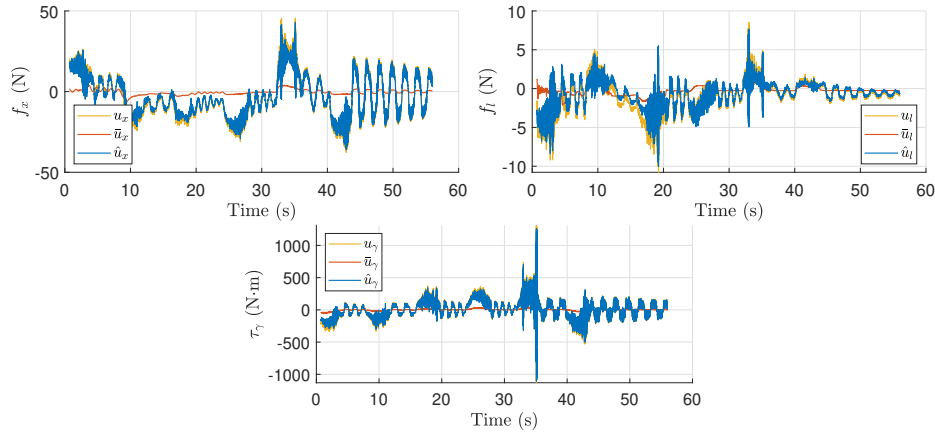 50
0
-50
f_x (N)
u_x
ū_x
û_x
0 10 20 30 40 50 60
Time (s)
10
5
0
-5
-10
f_l (N)
u_l
ū_l
û_l
0 10 20 30 40 50 60
Time (s)
1000
500
0
-500
-1000
τ_γ (N·m)
u_γ
ū_γ
û_γ
0 10 20 30 40 50 60
Time (s)